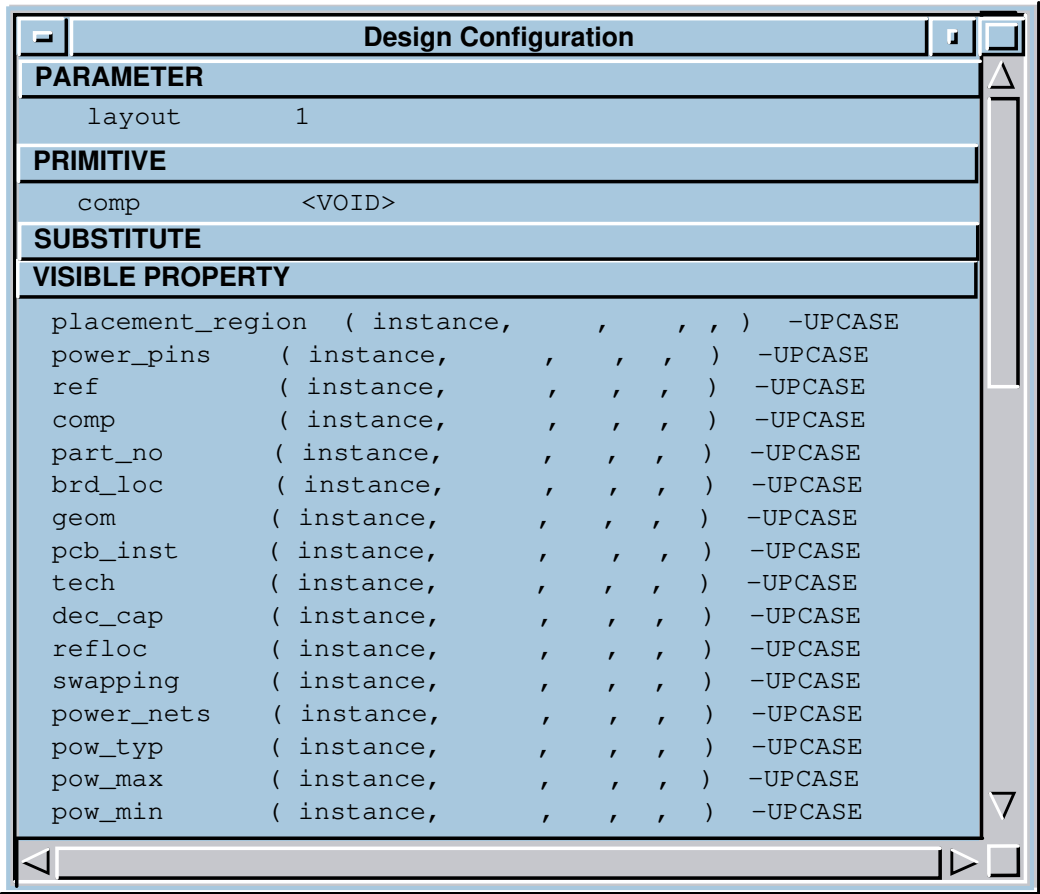 Design Configuration
PARAMETER
layout 1
PRIMITIVE
comp <VOID>
SUBSTITUTE
VISIBLE PROPERTY
placement_region ( instance, , , , ) -UPCASE
power_pins ( instance, , , , ) -UPCASE
ref ( instance, , , , ) -UPCASE
comp ( instance, , , , ) -UPCASE
part_no ( instance, , , , ) -UPCASE
brd_loc ( instance, , , , ) -UPCASE
geom ( instance, , , , ) -UPCASE
pcb_inst ( instance, , , , ) -UPCASE
tech ( instance, , , , ) -UPCASE
dec_cap ( instance, , , , ) -UPCASE
refloc ( instance, , , , ) -UPCASE
swapping ( instance, , , , ) -UPCASE
power_nets ( instance, , , , ) -UPCASE
pow_typ ( instance, , , , ) -UPCASE
pow_max ( instance, , , , ) -UPCASE
pow_min ( instance, , , , ) -UPCASE